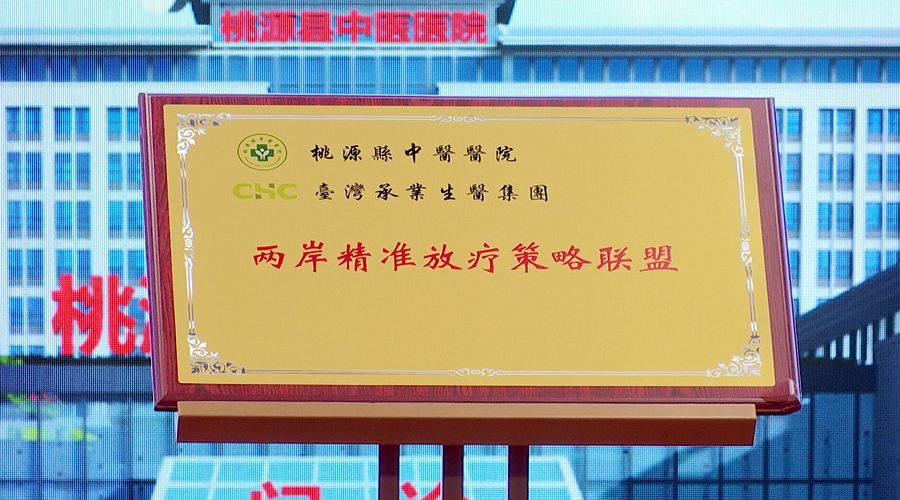 桃源县中医医院
桃源縣中醫醫院
CHC
臺灣承業生醫集團
两岸精准放疗策略联盟
桃